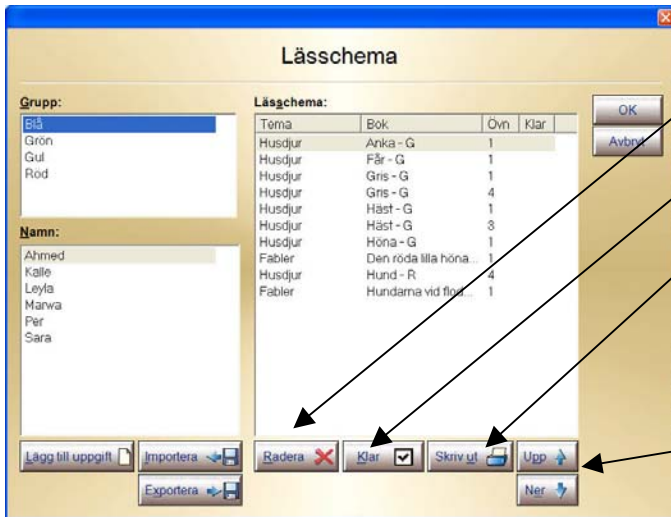 Lässchema
Grupp:
Blå
Grön
Gul
Röd
Namn:
Ahmed
Kalle
Leyla
Marwa
Per
Sara
Lässchema:
Tema Bok Övn Klar
Husdjur Anka - G 1
Husdjur Får - G 1
Husdjur Gris - G 1
Husdjur Gris - G 4
Husdjur Häst - G 1
Husdjur Häst - G 3
Husdjur Höna - G 1
Fabler Den röda lilla höna... 1
Husdjur Hund - R 4
Fabler Hundarna vid flod... 1
OK
Avbryt
Lägg till uppgift Importera Radera Klar Skriv ut Upp
Exportera Ner